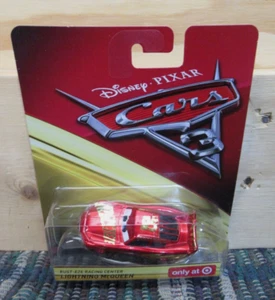 Disney · PIXAR
Cars
3
RUST-EZE RACING CENTER
LIGHTNING McQUEEN
only at